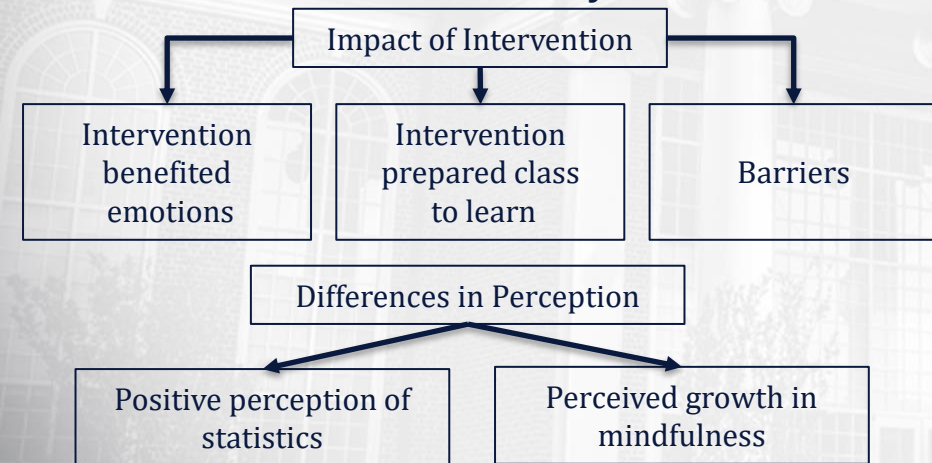 Impact of Intervention
Intervention
benefited
emotions
Intervention
prepared class
to learn
Barriers
Differences in Perception
Positive perception of
statistics
Perceived growth in
mindfulness